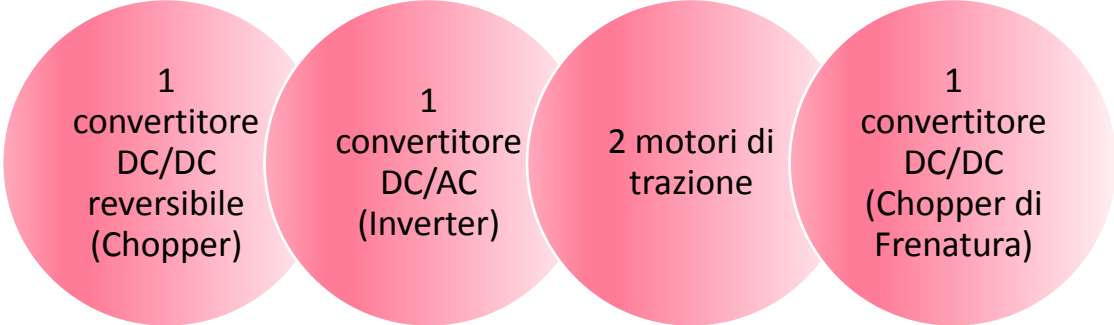 1
convertitore
DC/DC
reversibile
(Chopper)
1
convertitore
DC/AC
(Inverter)
2 motori di
trazione
1
convertitore
DC/DC
(Chopper di
Frenatura)